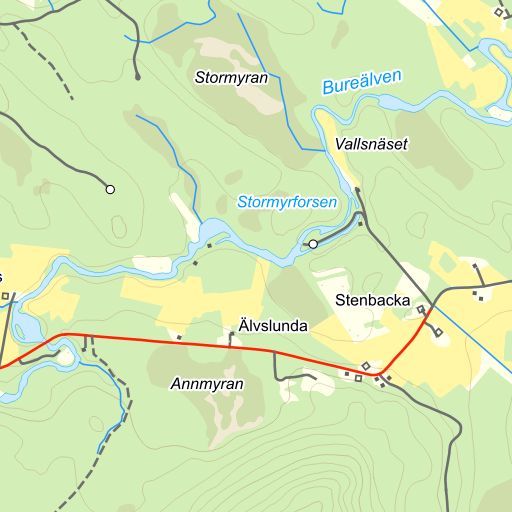 Stormyran
Bureälven
Vallsnäset
Stormyrforsen
s
Stenbacka
Älvslunda
Annmyran